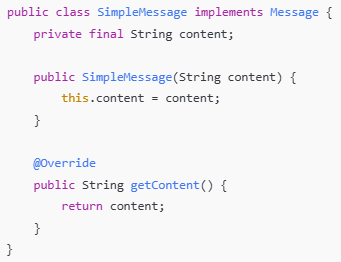 public class SimpleMessage implements Message {
    private final String content;

    public SimpleMessage(String content) {
        this.content = content;
    }

    @Override
    public String getContent() {
        return content;
    }
}